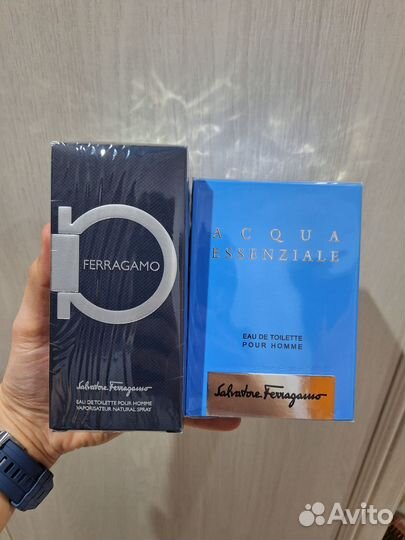 FERRAGAMO
Salvatore Ferragamo
EAU DE TOILETTE POUR HOMME
VAPORISATEUR NATURAL SPRAY
ACQUA
ESSENZIALE
EAU DE TOILETTE
POUR HOMME
Salvatore Ferragamo
Avito